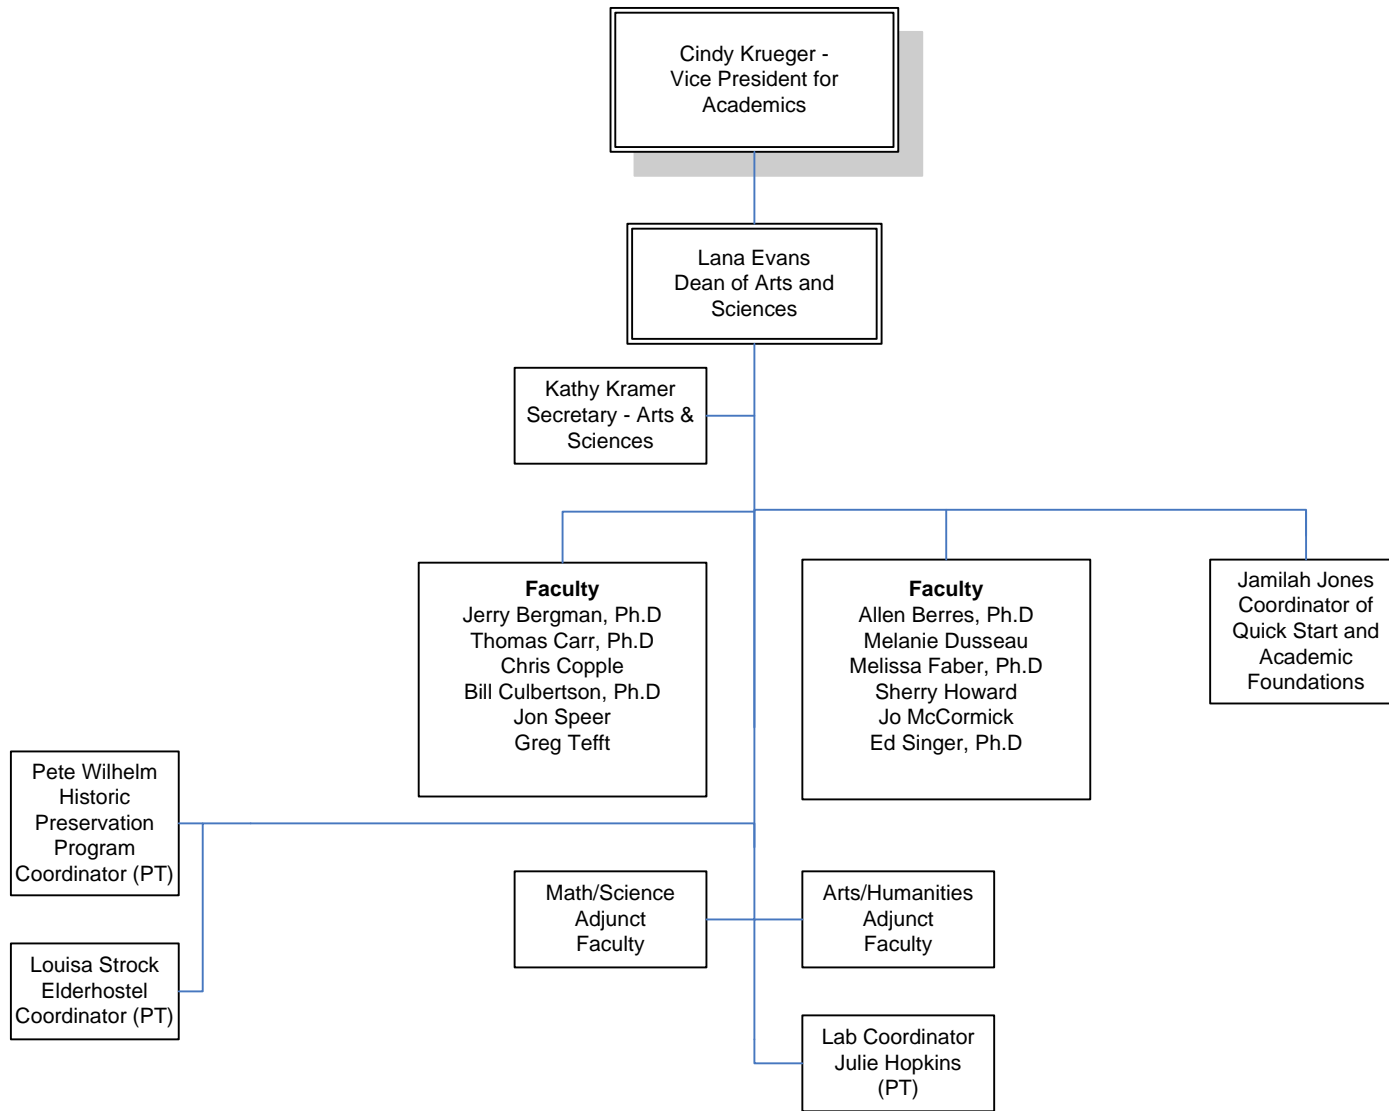 Cindy Krueger -
Vice President for
Academics
Lana Evans
Dean of Arts and
Sciences
Kathy Kramer
Secretary - Arts &
Sciences
Faculty
Jerry Bergman, Ph.D
Thomas Carr, Ph.D
Chris Copple
Bill Culbertson, Ph.D
Jon Speer
Greg Tefft
Faculty
Allen Berres, Ph.D
Melanie Dusseau
Melissa Faber, Ph.D
Sherry Howard
Jo McCormick
Ed Singer, Ph.D
Jamilah Jones
Coordinator of
Quick Start and
Academic
Foundations
Pete Wilhelm
Historic
Preservation
Program
Coordinator (PT)
Math/Science
Adjunct
Faculty
Arts/Humanities
Adjunct
Faculty
Louisa Strock
Elderhostel
Coordinator (PT)
Lab Coordinator
Julie Hopkins
(PT)